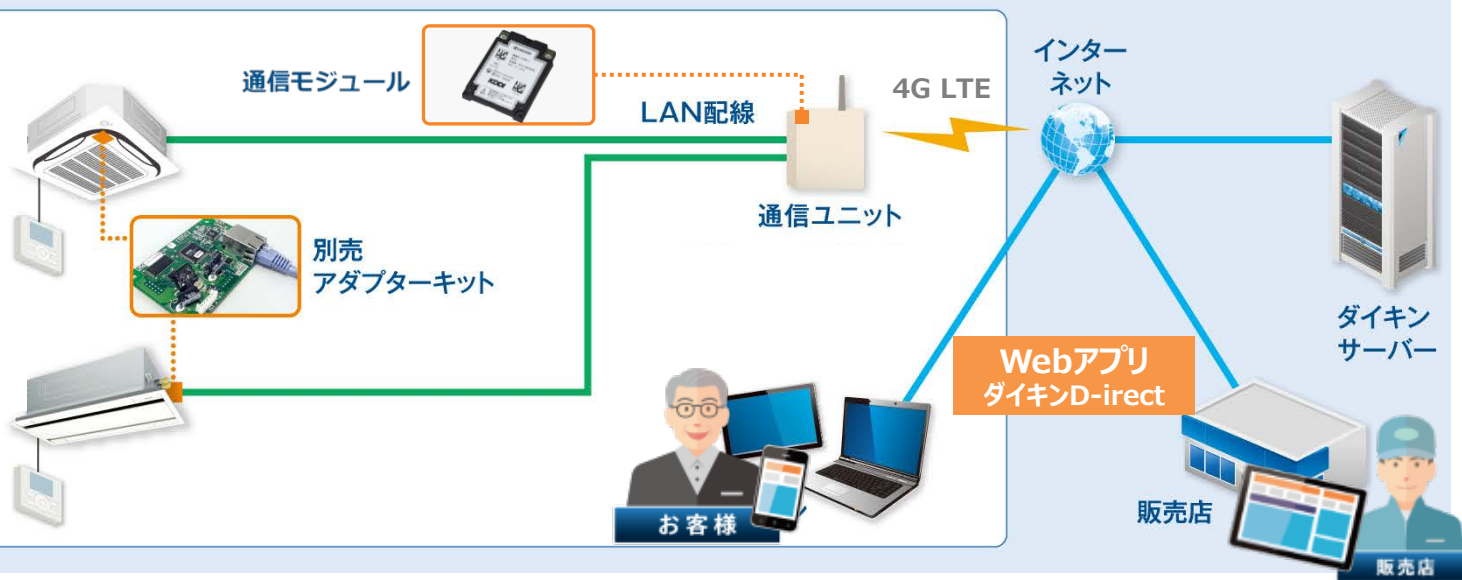 通信モジュール
KDDI
LAN配線
4G LTE
インター
ネット
通信ユニット
別売
アダプターキット
ダイキン
サーバー
Webアプリ
ダイキンD-irect
お客様
販売店
販売店